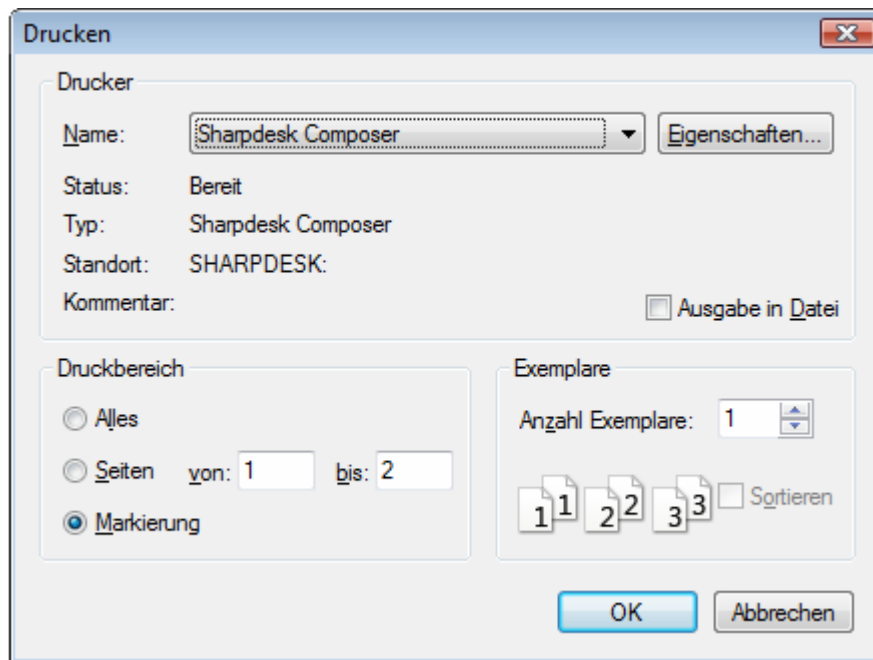 Drucken
Drucker
Name: Sharpdesk Composer Eigenschaften...
Status: Bereit
Typ: Sharpdesk Composer
Standort: SHARPDESK:
Kommentar:
Ausgabe in Datei
Druckbereich
Alles
Seiten von: 1 bis: 2
Markierung
Exemplare
Anzahl Exemplare: 1
1 1 2 2 3 3 Sortieren
OK Abbrechen